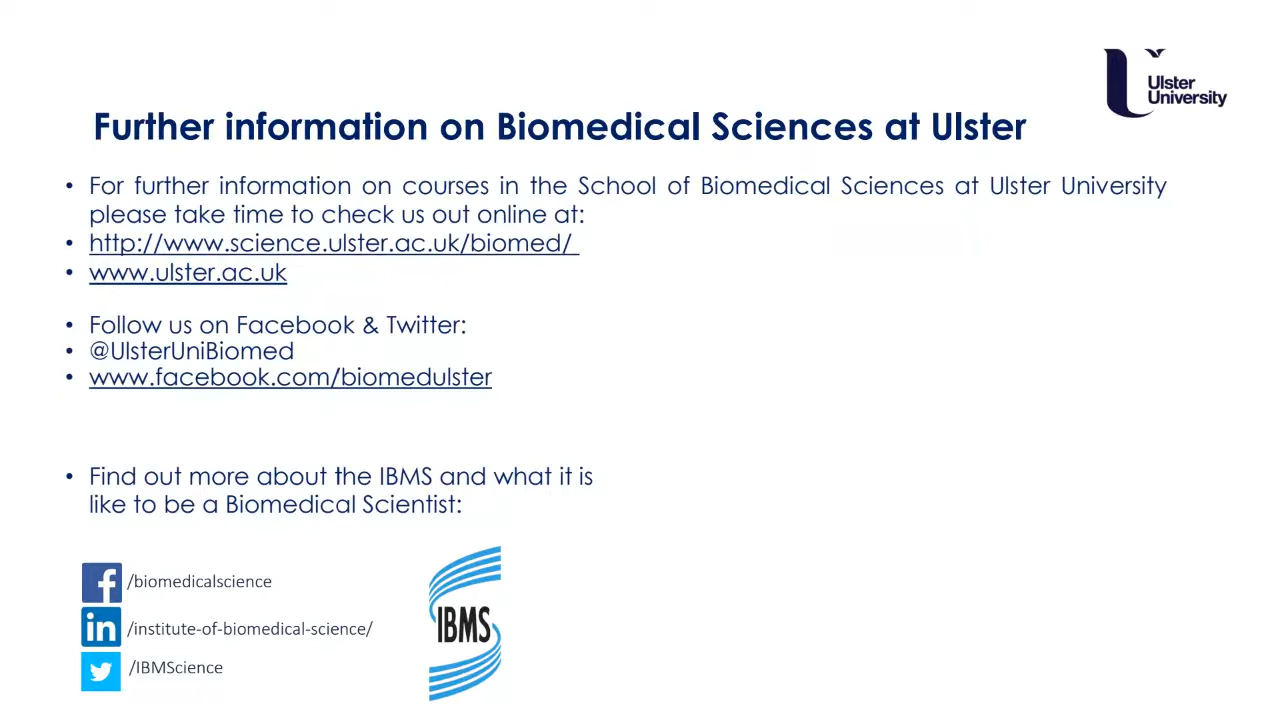 Ulster
University
Further information on Biomedical Sciences at Ulster
• For further information on courses in the School of Biomedical Sciences at Ulster University
please take time to check us out online at:
• http://www.science.ulster.ac.uk/biomed/
• www.ulster.ac.uk
• Follow us on Facebook & Twitter:
• @UlsterUniBiomed
• www.facebook.com/biomedulster
• Find out more about the IBMS and what it is
like to be a Biomedical Scientist:
/biomedicalscience
/institute-of-biomedical-science/
/IBMScience
IBMS